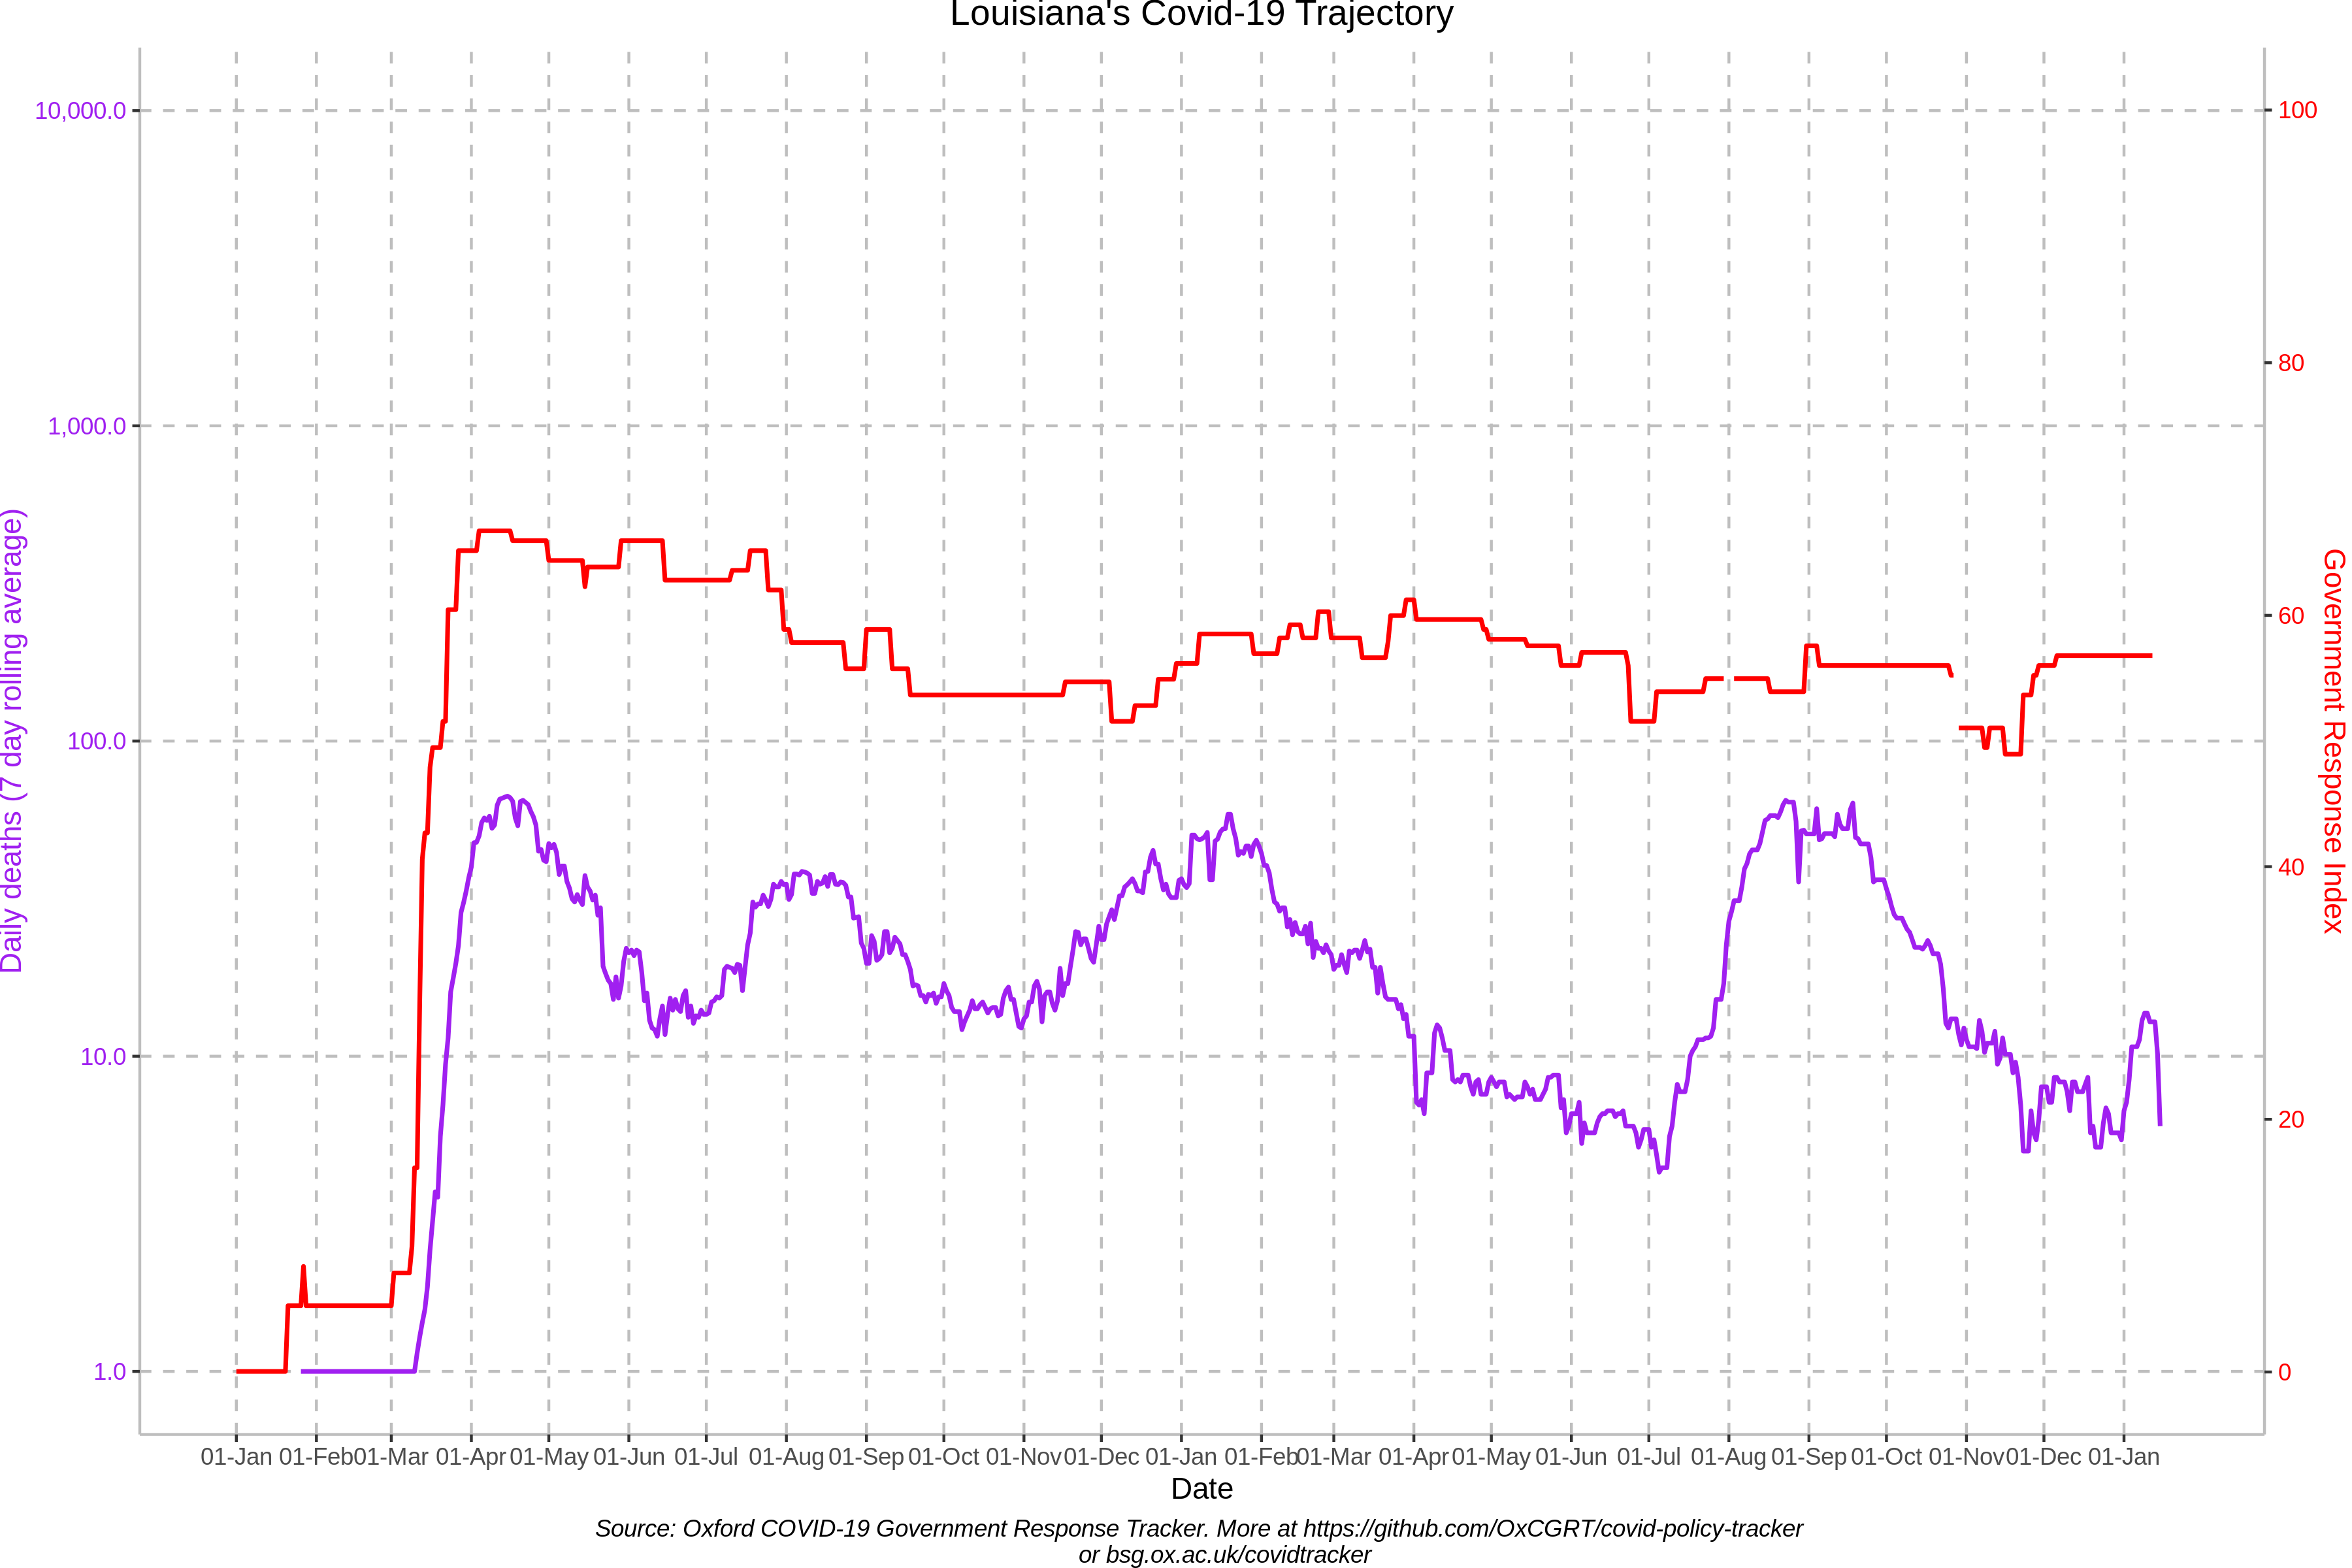 Louisiana's Covid-19 Trajectory
10,000.0
1,000.0
100.0
10.0
1.0
Daily deaths (7 day rolling average)
100
80
60
40
20
0
Government Response Index
01-Jan 01-Feb 01-Mar 01-Apr 01-May 01-Jun 01-Jul 01-Aug 01-Sep 01-Oct 01-Nov 01-Dec 01-Jan 01-Feb 01-Mar 01-Apr 01-May 01-Jun 01-Jul 01-Aug 01-Sep 01-Oct 01-Nov 01-Dec 01-Jan
Date
Source: Oxford COVID-19 Government Response Tracker. More at https://github.com/OxCGRT/covid-policy-tracker
or bsg.ox.ac.uk/covidtracker